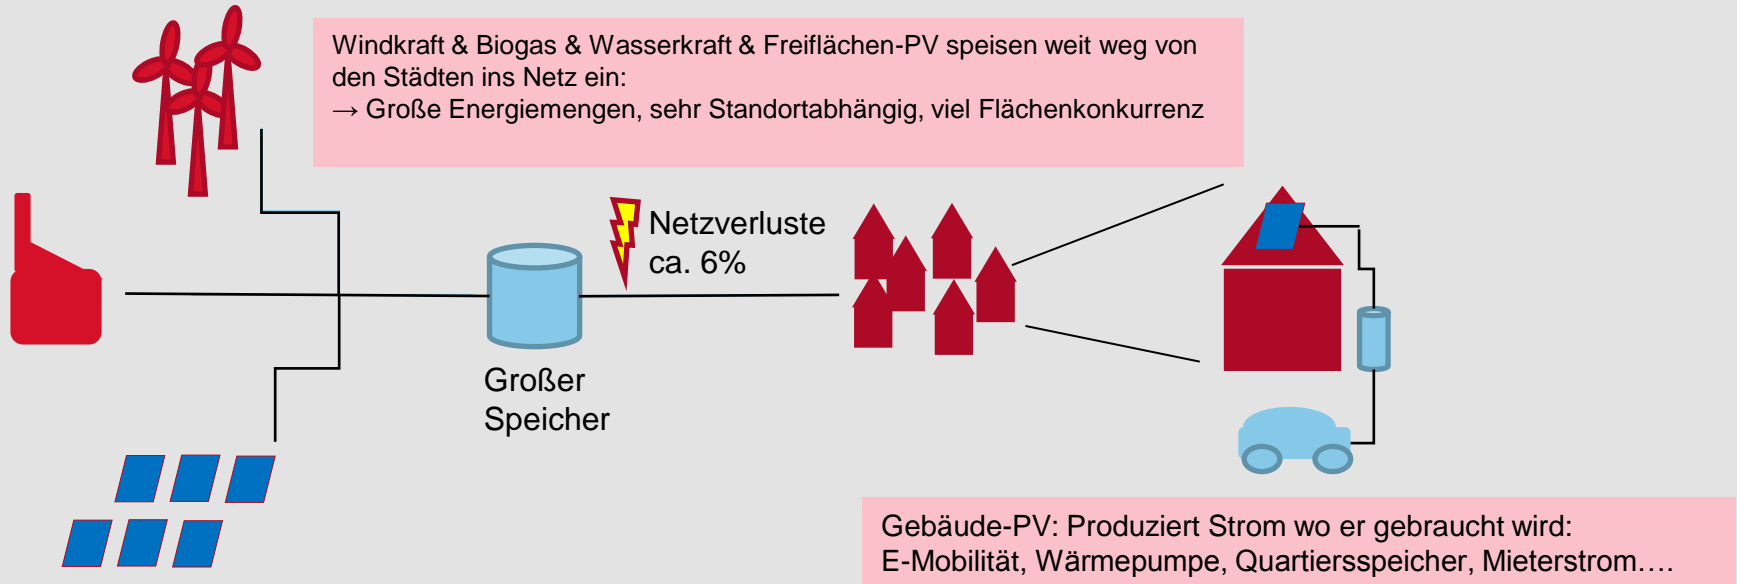 Windkraft & Biogas & Wasserkraft & Freiflächen-PV speisen weit weg von
den Städten ins Netz ein:
→ Große Energiemengen, sehr Standortabhängig, viel Flächenkonkurrenz
Netzverluste
ca. 6%
Großer
Speicher
Gebäude-PV: Produziert Strom wo er gebraucht wird:
E-Mobilität, Wärmepumpe, Quartiersspeicher, Mieterstrom….